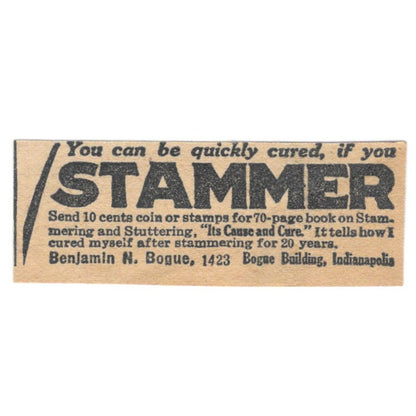 You can be quickly cured, if you
STAMMER
Send 10 cents coin or stamps for 70-page book on Stam-
mering and Stuttering, "Its Cause and Cure." It tells how I
cured myself after stammering for 20 years.
Benjamin N. Bogue, 1423 Bogue Building, Indianapolis